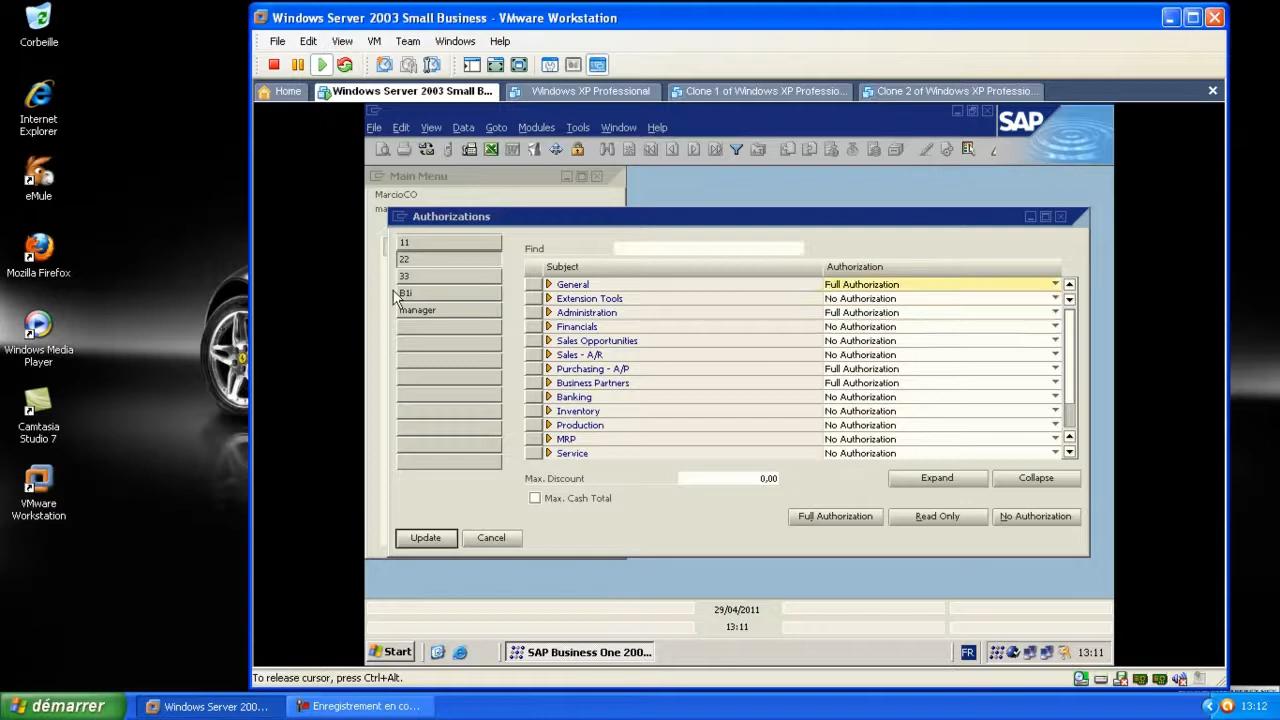 Corbeille
Internet
Explorer
eMule
Mozilla Firefox
Windows Media
Player
Camtasia
Studio 7
VMware
Workstation
Windows Server 2003 Small Business - VMware Workstation
File Edit View VM Team Windows Help
Home Windows Server 2003 Small B... Windows XP Professional Clone 1 of Windows XP Professio... Clone 2 of Windows XP Professio...
SAP
File Edit View Data Goto Modules Tools Window Help
Main Menu
MarcioCO
ma
Authorizations
11
22
33
B1i
manager
Find
Subject Authorization
General Full Authorization
Extension Tools No Authorization
Administration Full Authorization
Financials No Authorization
Sales Opportunities No Authorization
Sales - A/R No Authorization
Purchasing - A/P Full Authorization
Business Partners Full Authorization
Banking No Authorization
Inventory No Authorization
Production No Authorization
MRP No Authorization
Service No Authorization
Max. Discount 0,00 Expand Collapse
Max. Cash Total
Full Authorization Read Only No Authorization
Update Cancel
29/04/2011
13:11
Start SAP Business One 200... FR 13:11
To release cursor, press Ctrl+Alt.
démarrer Windows Server 200... Enregistrement en co... 13:12